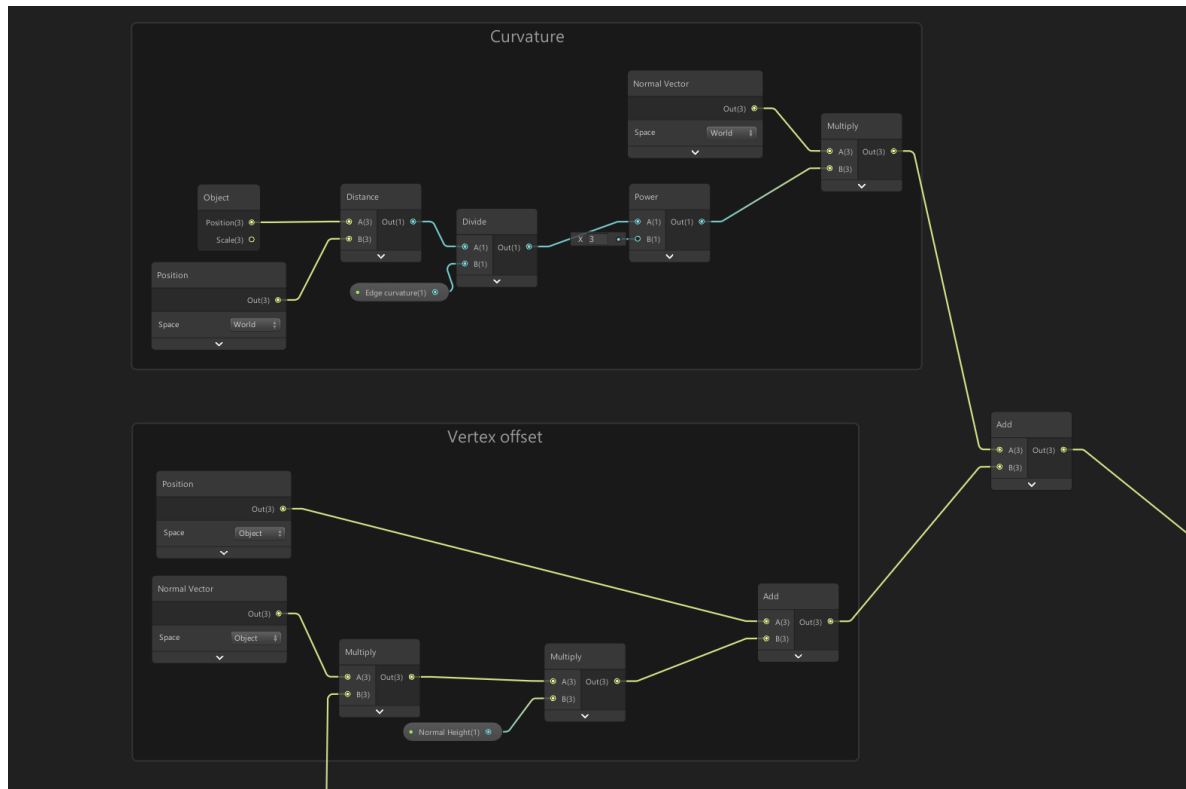 Curvature
Normal Vector
Out(3)
Space World
Multiply
A(3) Out(3)
B(3)
Object
Position(3)
Scale(3)
Distance
A(3) Out(1)
B(3)
Divide
A(1) Out(1)
B(1)
Power
A(1) Out(1)
X 3 B(1)
Position
Out(3)
Space World
Edge curvature(1)
Add
A(3) Out(3)
B(3)
Vertex offset
Position
Out(3)
Space Object
Normal Vector
Out(3)
Space Object
Multiply
A(3) Out(3)
B(3)
Multiply
A(3) Out(3)
B(3)
Normal Height(1)
Add
A(3) Out(3)
B(3)